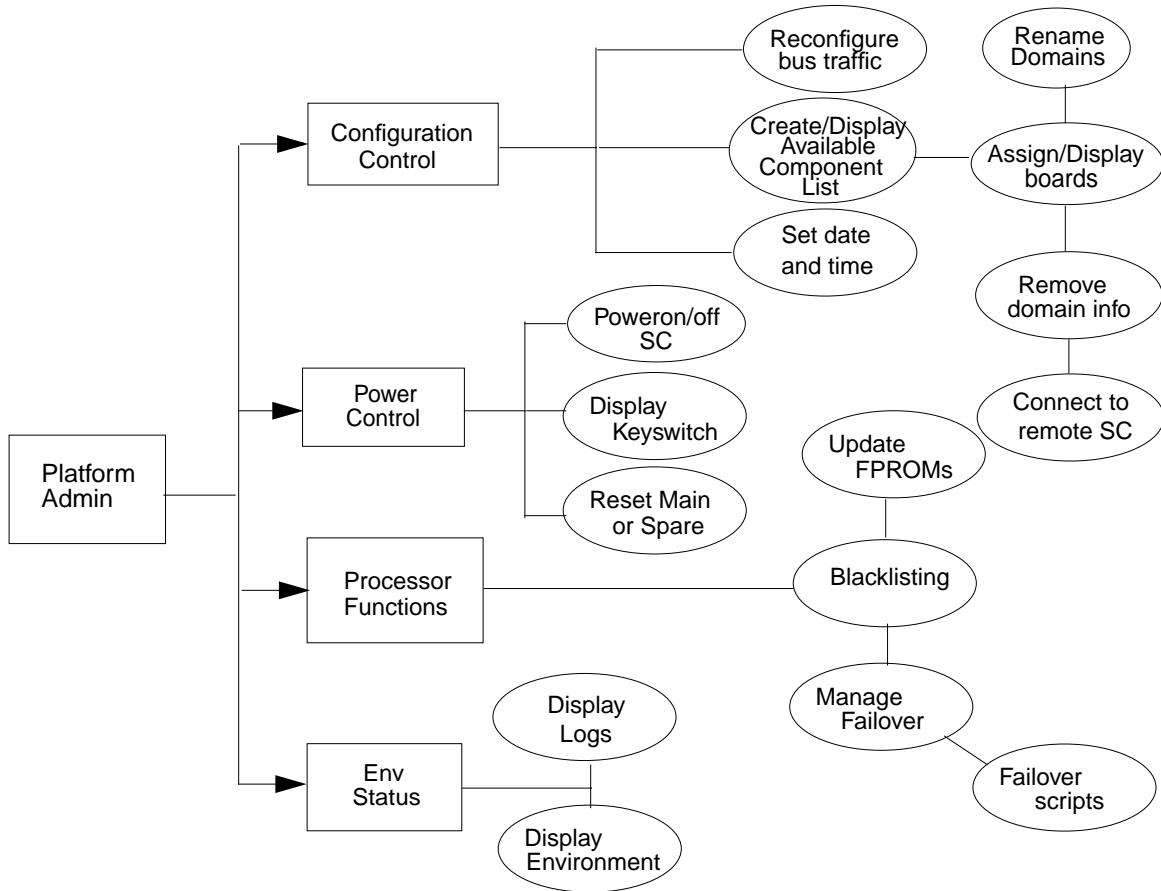 Reconfigure
bus traffic
Rename
Domains
Configuration
Control
Create/Display
Available
Component
List
Assign/Display
boards
Set date
and time
Remove
domain info
Poweron/off
SC
Power
Control
Display
Keyswitch
Connect to
remote SC
Update
FPROMs
Platform
Admin
Reset Main
or Spare
Processor
Functions
Blacklisting
Manage
Failover
Display
Logs
Env
Status
Failover
scripts
Display
Environment